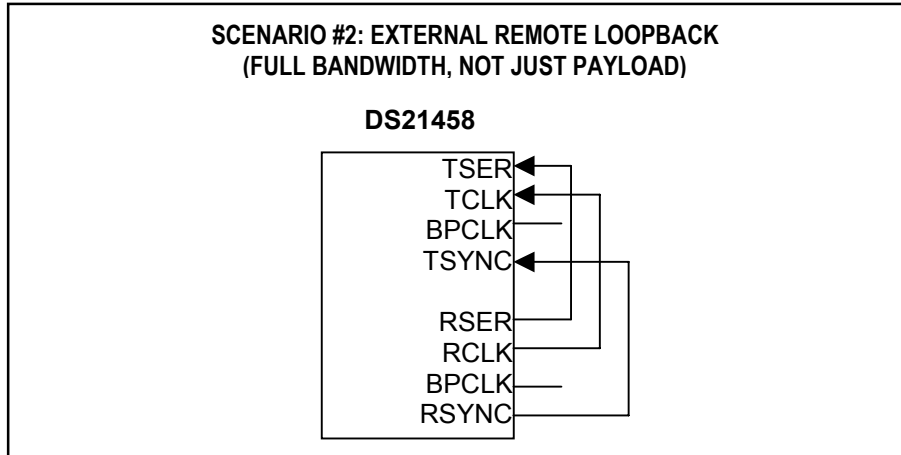 SCENARIO #2: EXTERNAL REMOTE LOOPBACK
(FULL BANDWIDTH, NOT JUST PAYLOAD)
DS21458
TSER
TCLK
BPCLK
TSYNC
RSER
RCLK
BPCLK
RSYNC